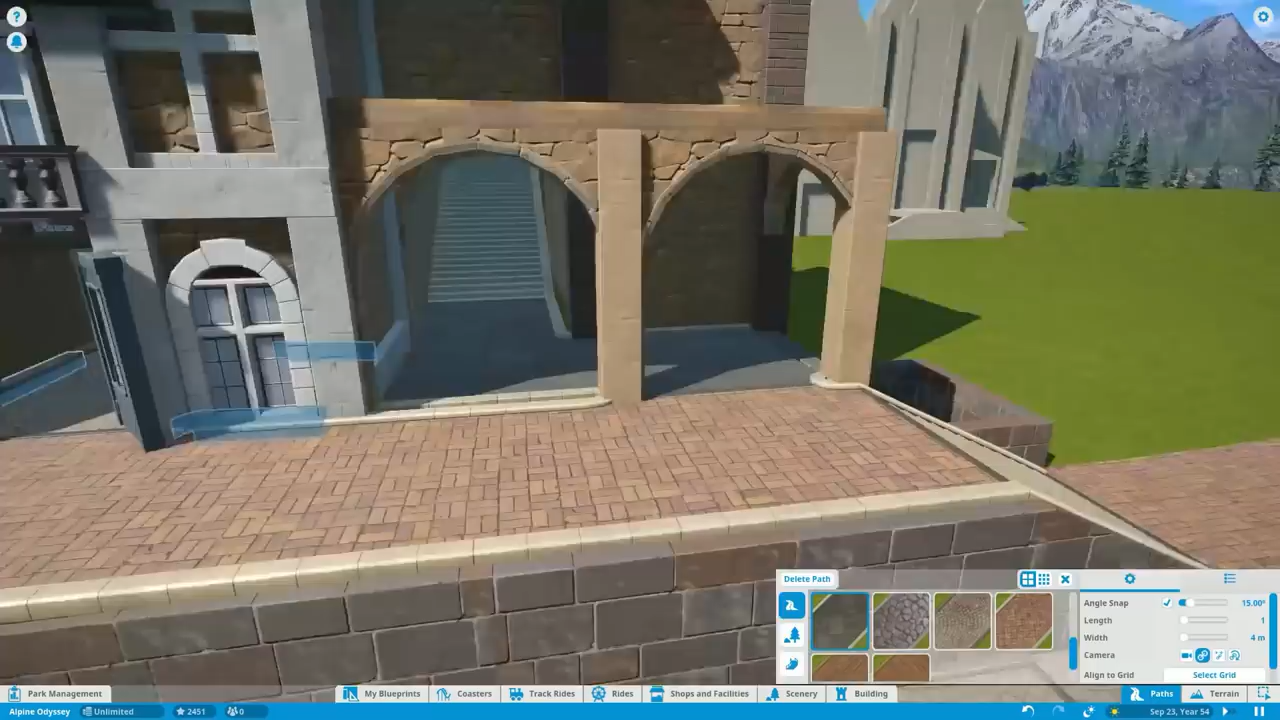 ?
Delete Path
Angle Snap 15.00°
Length 1
Width 4 m
Camera
Align to Grid Select Grid
Park Management My Blueprints Coasters Track Rides Rides Shops and Facilities Scenery Building Paths Terrain
Alpine Odyssey Unlimited 2451 0 Sep 23, Year 54